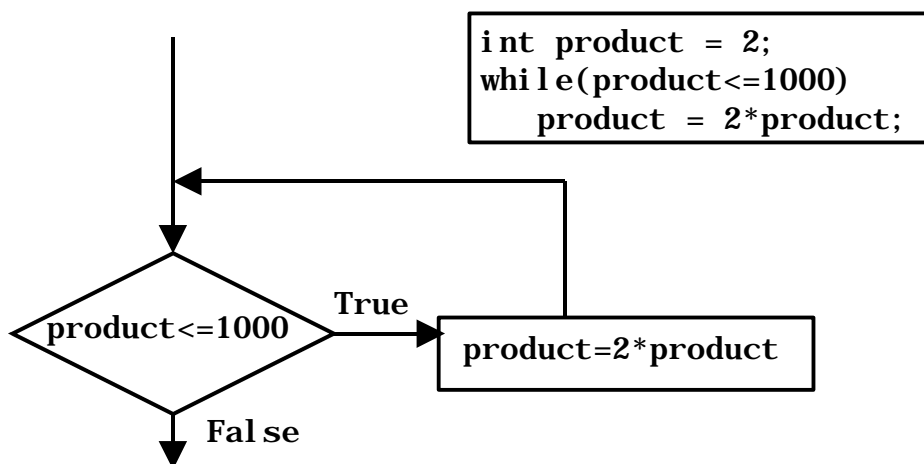 int product = 2;
while(product<=1000)
product = 2*product;
True
product<=1000
product=2*product
False